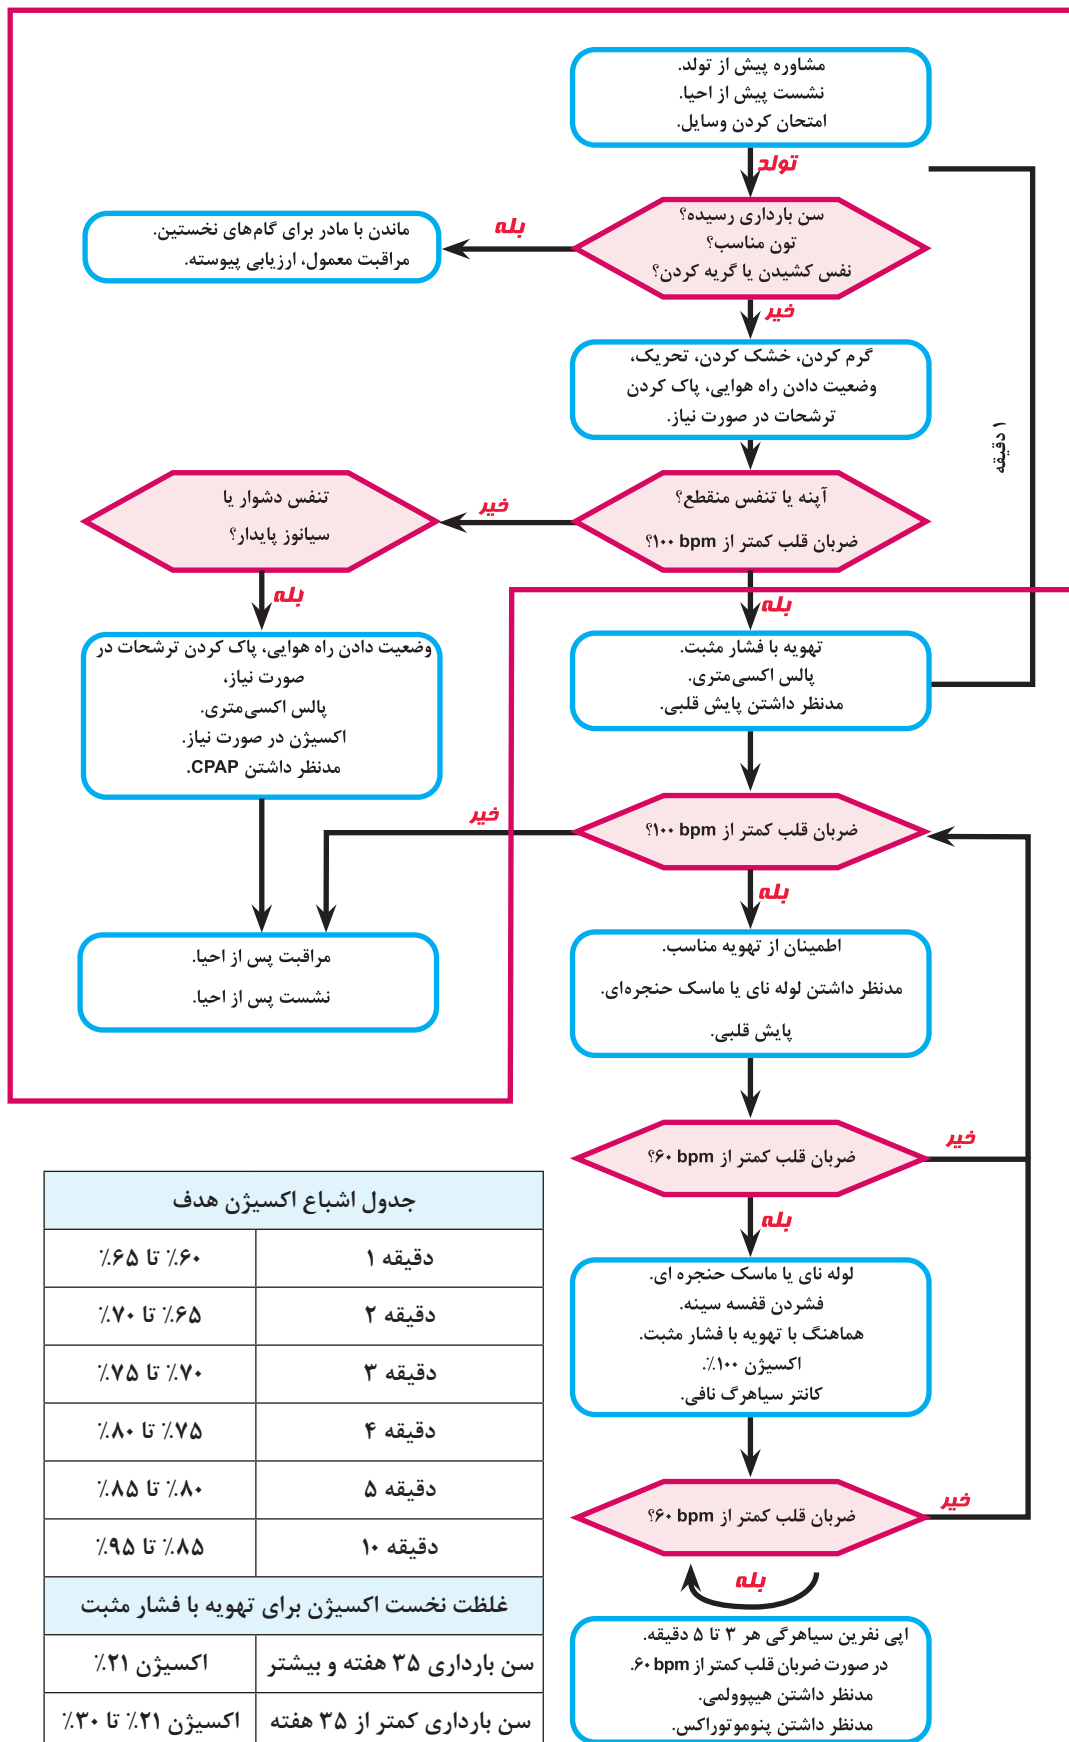 مشاوره پیش از تولد.
نشست پیش از احیا.
امتحان کردن وسایل.
تولد
سن بارداری رسیده؟
تون مناسب؟
نفس کشیدن یا گریه کردن؟
بله
ماندن با مادر برای گام‌های نخستین.
مراقبت معمول، ارزیابی پیوسته.
خیر
گرم کردن، خشک کردن، تحریک،
وضعیت دادن راه هوایی، پاک کردن
ترشحات در صورت نیاز.
۱ دقیقه
آپنه یا تنفس منقطع؟
ضربان قلب کمتر از ۱۰۰ bpm؟
خیر
تنفس دشوار یا
سیانوز پایدار؟
بله
بله
تهویه با فشار مثبت.
پالس اکسی‌متری.
مدنظر داشتن پایش قلبی.
وضعیت دادن راه هوایی، پاک کردن ترشحات در
صورت نیاز،
پالس اکسی‌متری.
اکسیژن در صورت نیاز.
مدنظر داشتن CPAP.
ضربان قلب کمتر از ۱۰۰ bpm؟
خیر
بله
اطمینان از تهویه مناسب.
مدنظر داشتن لوله نای یا ماسک حنجره‌ای.
پایش قلبی.
مراقبت پس از احیا.
نشست پس از احیا.
ضربان قلب کمتر از ۶۰ bpm؟
خیر
بله
لوله نای یا ماسک حنجره ای.
فشردن قفسه سینه.
هماهنگ با تهویه با فشار مثبت.
اکسیژن ۱۰۰٪.
کانتر سیاهرگ نافی.
ضربان قلب کمتر از ۶۰ bpm؟
خیر
بله
اپی نفرین سیاهرگی هر ۳ تا ۵ دقیقه.
در صورت ضربان قلب کمتر از ۶۰ bpm.
مدنظر داشتن هیپوولمی.
مدنظر داشتن پنوموتوراکس.
جدول اشباع اکسیژن هدف
دقیقه ۱ ۶۰٪ تا ۶۵٪
دقیقه ۲ ۶۵٪ تا ۷۰٪
دقیقه ۳ ۷۰٪ تا ۷۵٪
دقیقه ۴ ۷۵٪ تا ۸۰٪
دقیقه ۵ ۸۰٪ تا ۸۵٪
دقیقه ۱۰ ۸۵٪ تا ۹۵٪
غلظت نخست اکسیژن برای تهویه با فشار مثبت
سن بارداری ۳۵ هفته و بیشتر اکسیژن ۲۱٪
سن بارداری کمتر از ۳۵ هفته اکسیژن ۲۱٪ تا ۳۰٪